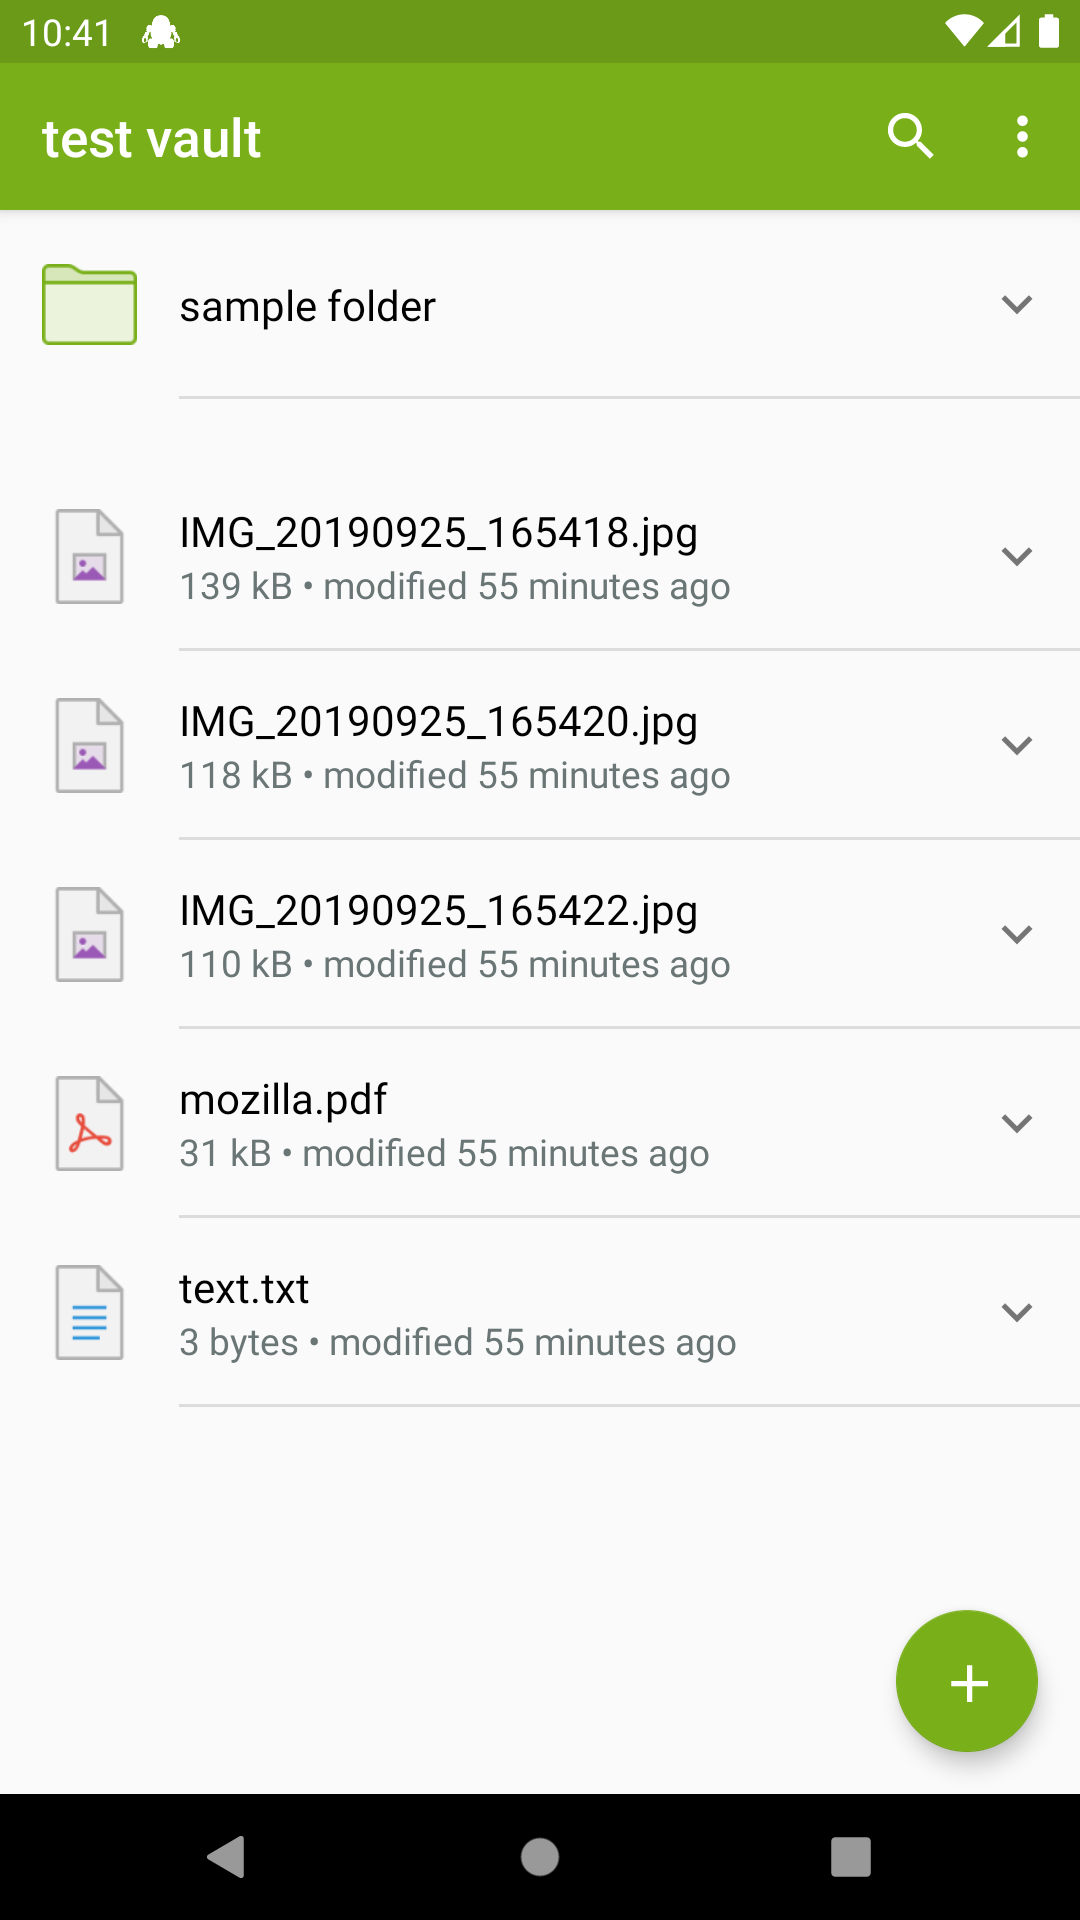 10:41
test vault
sample folder
IMG_20190925_165418.jpg
139 kB • modified 55 minutes ago
IMG_20190925_165420.jpg
118 kB • modified 55 minutes ago
IMG_20190925_165422.jpg
110 kB • modified 55 minutes ago
mozilla.pdf
31 kB • modified 55 minutes ago
text.txt
3 bytes • modified 55 minutes ago